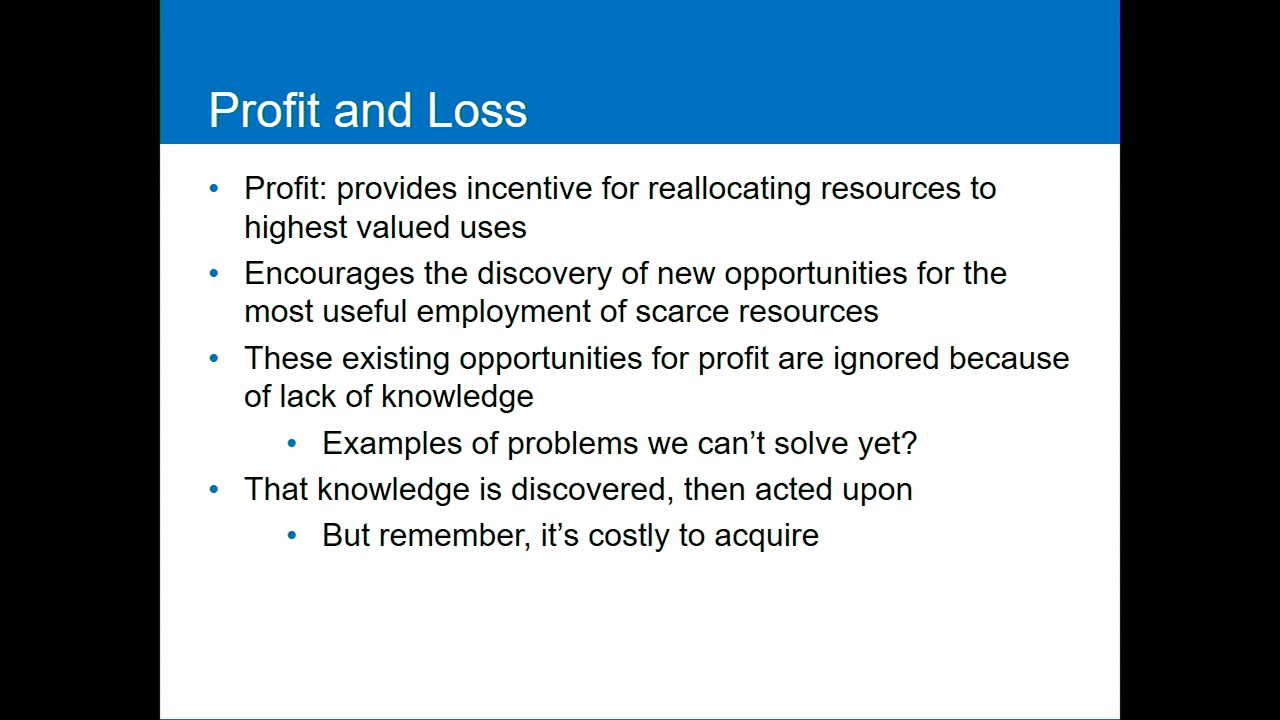 Profit and Loss
• Profit: provides incentive for reallocating resources to
highest valued uses
• Encourages the discovery of new opportunities for the
most useful employment of scarce resources
• These existing opportunities for profit are ignored because
of lack of knowledge
• Examples of problems we can’t solve yet?
• That knowledge is discovered, then acted upon
• But remember, it’s costly to acquire